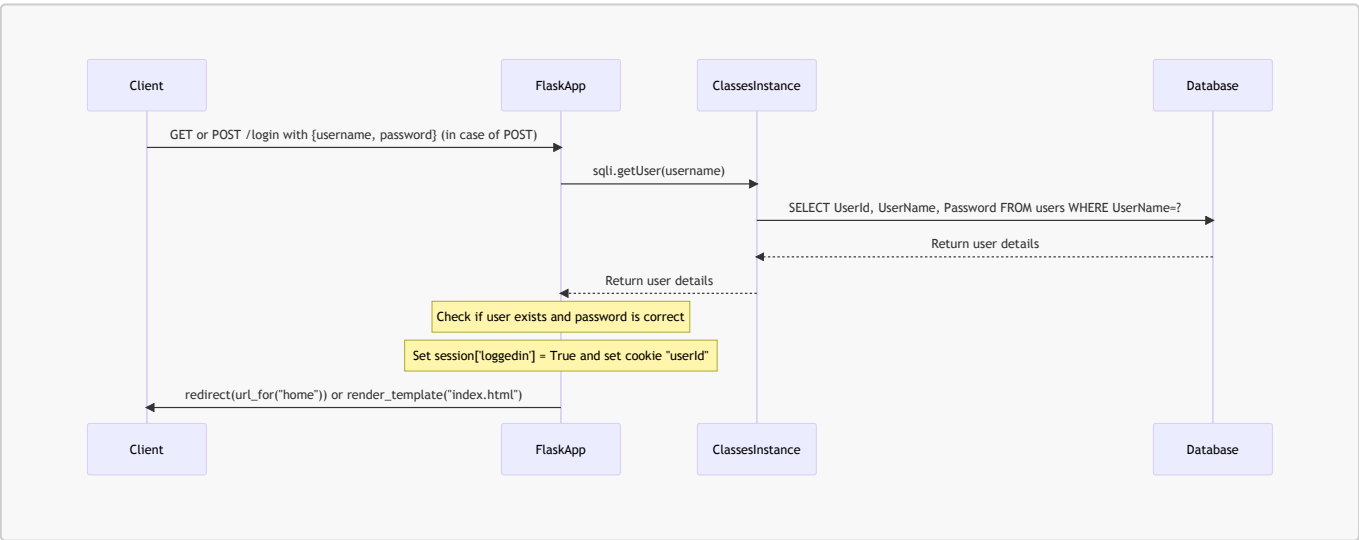 Client
FlaskApp
ClassesInstance
Database
GET or POST /login with {username, password} (in case of POST)
sqli.getUser(username)
SELECT UserId, UserName, Password FROM users WHERE UserName=?
Return user details
Return user details
Check if user exists and password is correct
Set session['loggedin'] = True and set cookie "userId"
redirect(url_for("home")) or render_template("index.html")
Client
FlaskApp
ClassesInstance
Database